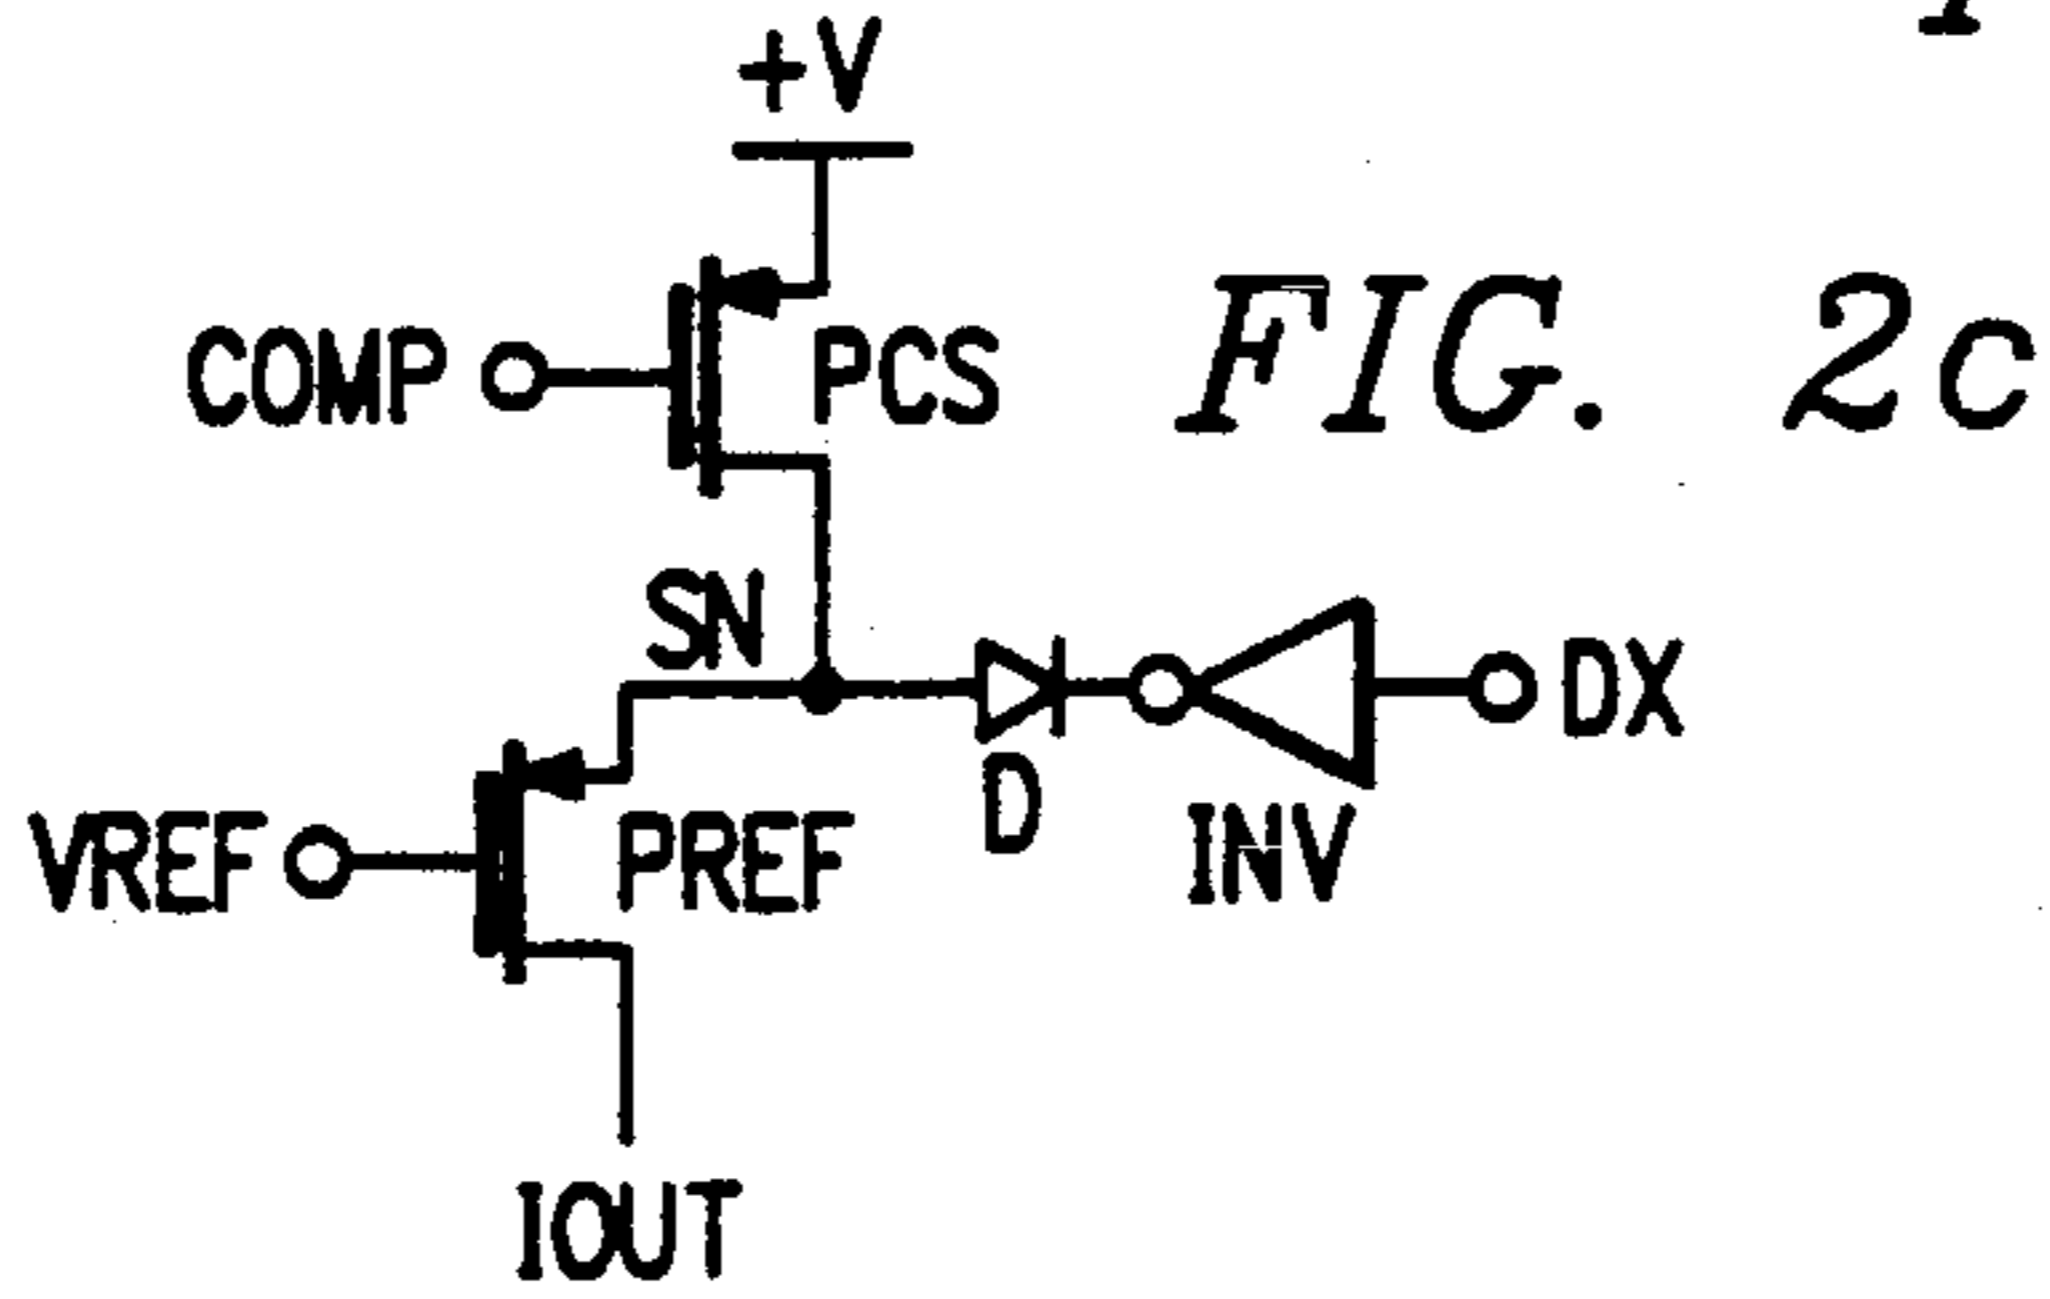 +V
COMP
PCS
FIG. 2c
SN
DX
D
VREF
PREF
INV
IOUT